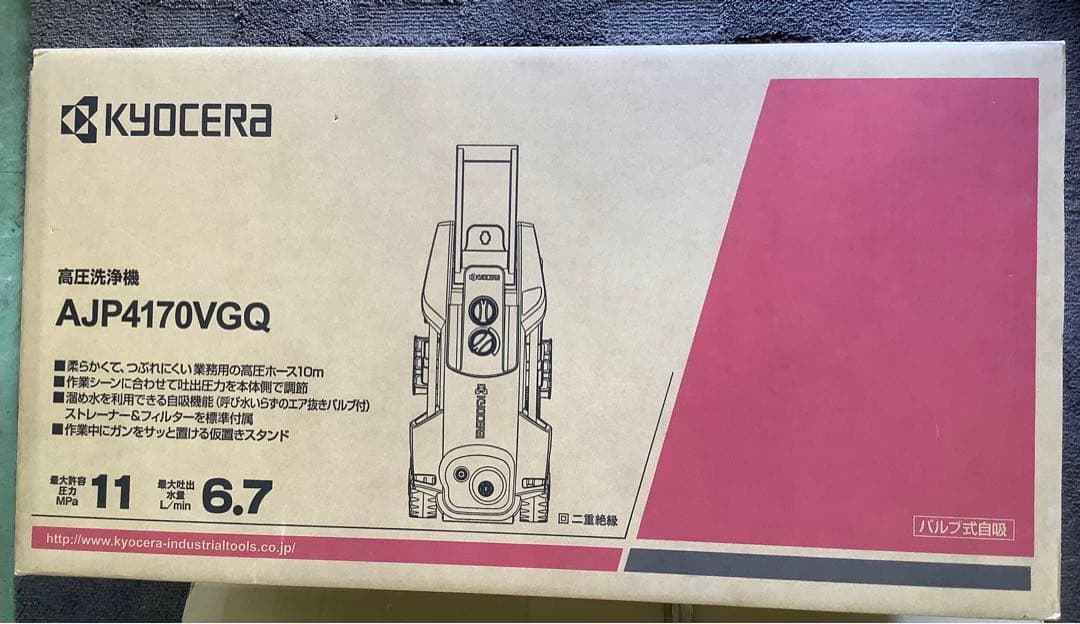 KYOCERA
高圧洗浄機
AJP4170VGQ
■柔らかくて、つぶれにくい業務用の高圧ホース10m
■作業シーンに合わせて吐出圧力を本体側で調節
■溜め水を利用できる自吸機能(呼び水いらずのエア抜きバルブ付)
ストレーナー&フィルターを標準付属
■作業中にガンをサッと置ける仮置きスタンド
最大許容圧力 MPa 11
最大吐出水量 L/min 6.7
KYOCERA
KYOCERA
回二重絶縁
http://www.kyocera-industrialtools.co.jp/
バルブ式自吸